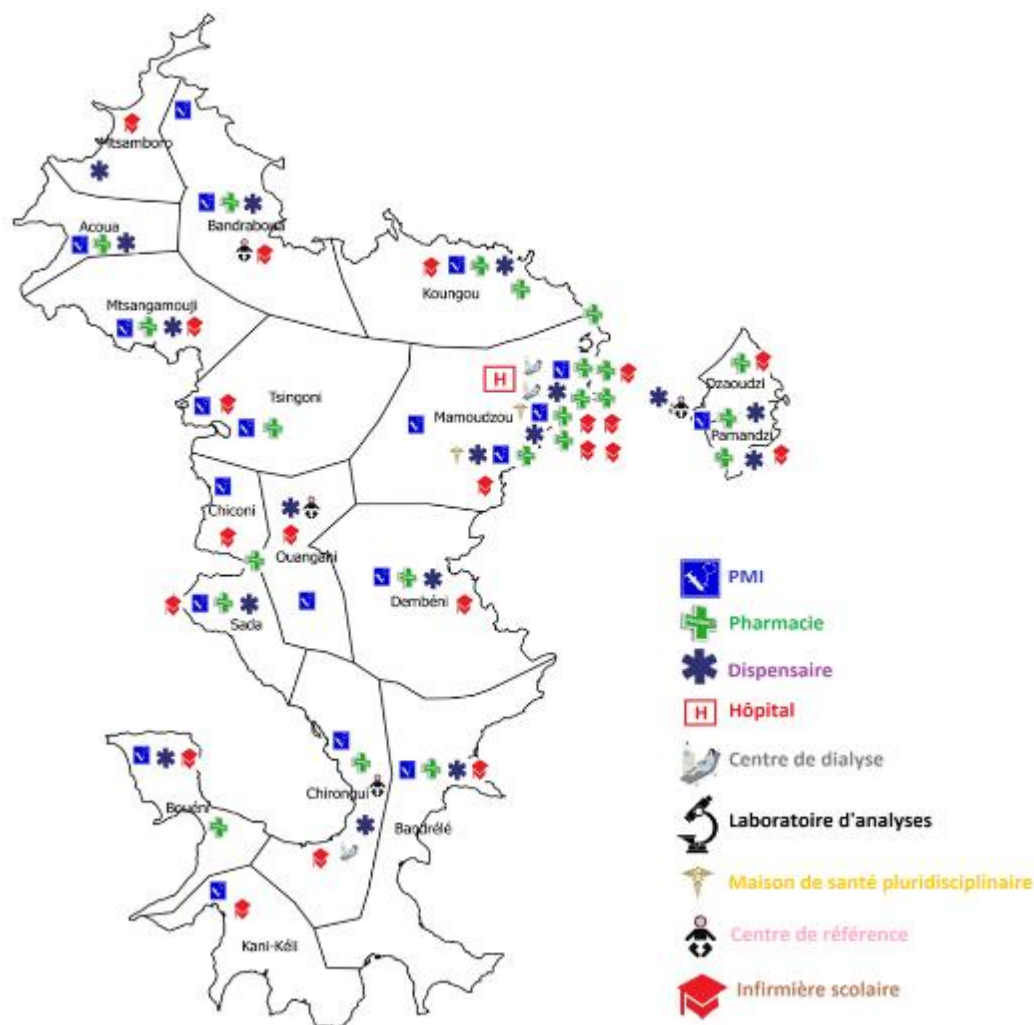 Mtsamboro
Acoua
Bandraboua
Koungou
Mtsangamouji
Dzaoudzi
Tsingoni
H
Mamoudzou
Pamandzi
Chiconi
Ouangani
Dembéni
Sada
Chirongui
Bouéni
Bandrélé
Kani-Kéli
PMI
Pharmacie
Dispensaire
H Hôpital
Centre de dialyse
Laboratoire d'analyses
Maison de santé pluridisciplinaire
Centre de référence
Infirmière scolaire